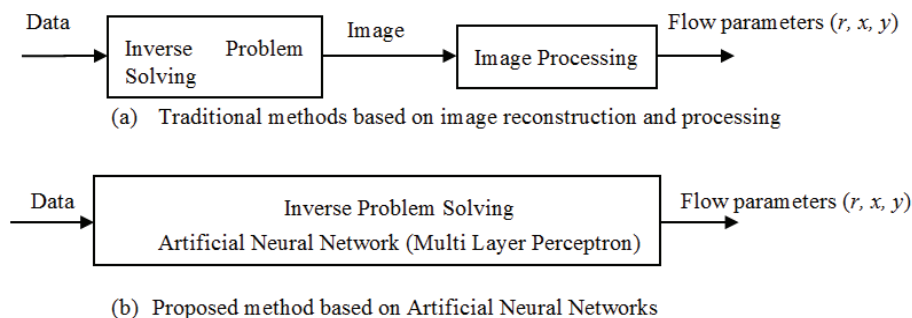 Data
Inverse Problem
Solving
Image
Image Processing
Flow parameters (r, x, y)
(a) Traditional methods based on image reconstruction and processing
Data
Inverse Problem Solving
Artificial Neural Network (Multi Layer Perceptron)
Flow parameters (r, x, y)
(b) Proposed method based on Artificial Neural Networks